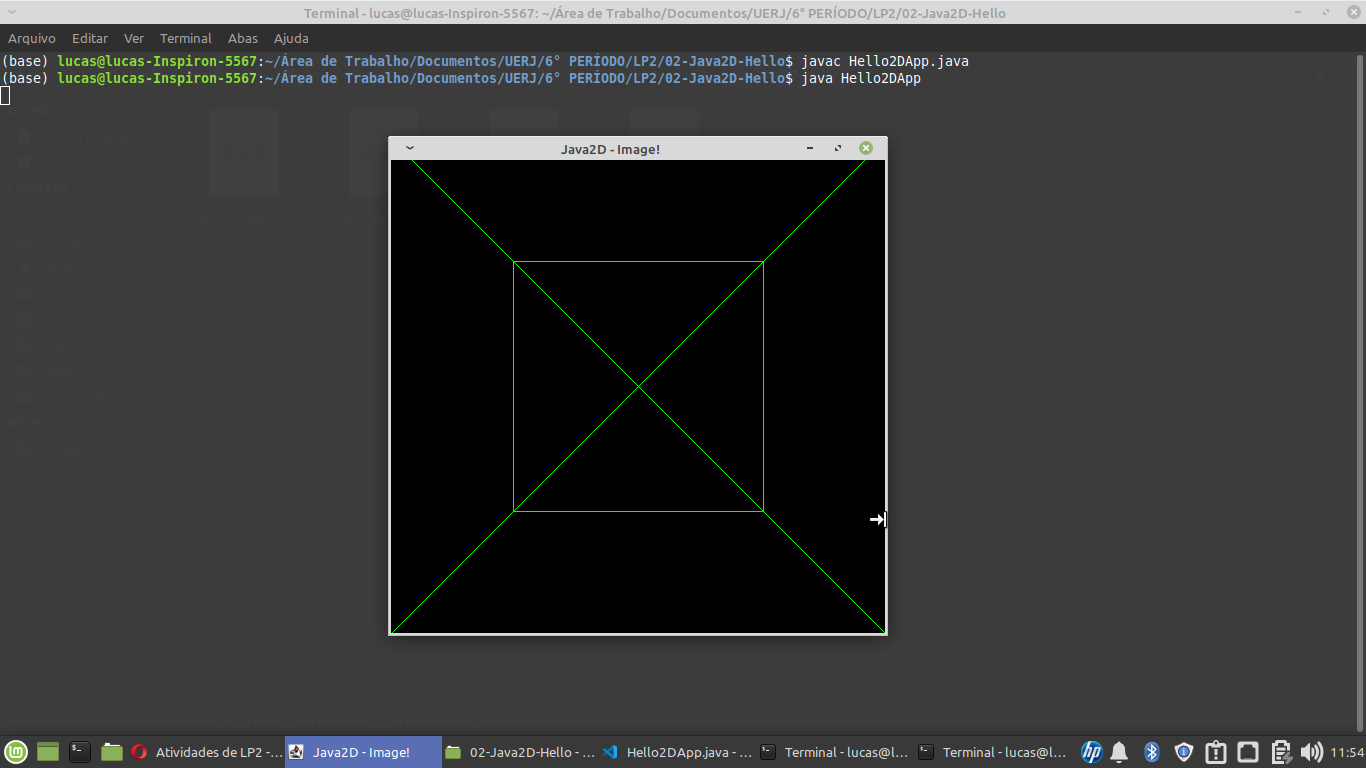 Terminal - lucas@lucas-Inspiron-5567: ~/Área de Trabalho/Documentos/UERJ/6° PERÍODO/LP2/02-Java2D-Hello
Arquivo Editar Ver Terminal Abas Ajuda
(base) lucas@lucas-Inspiron-5567:~/Área de Trabalho/Documentos/UERJ/6° PERÍODO/LP2/02-Java2D-Hello$ javac Hello2DApp.java
(base) lucas@lucas-Inspiron-5567:~/Área de Trabalho/Documentos/UERJ/6° PERÍODO/LP2/02-Java2D-Hello$ java Hello2DApp
Java2D - Image!
Atividades de LP2 -... Java2D - Image! 02-Java2D-Hello - ... Hello2DApp.java - ... Terminal - lucas@l... Terminal - lucas@l... hp 11:54